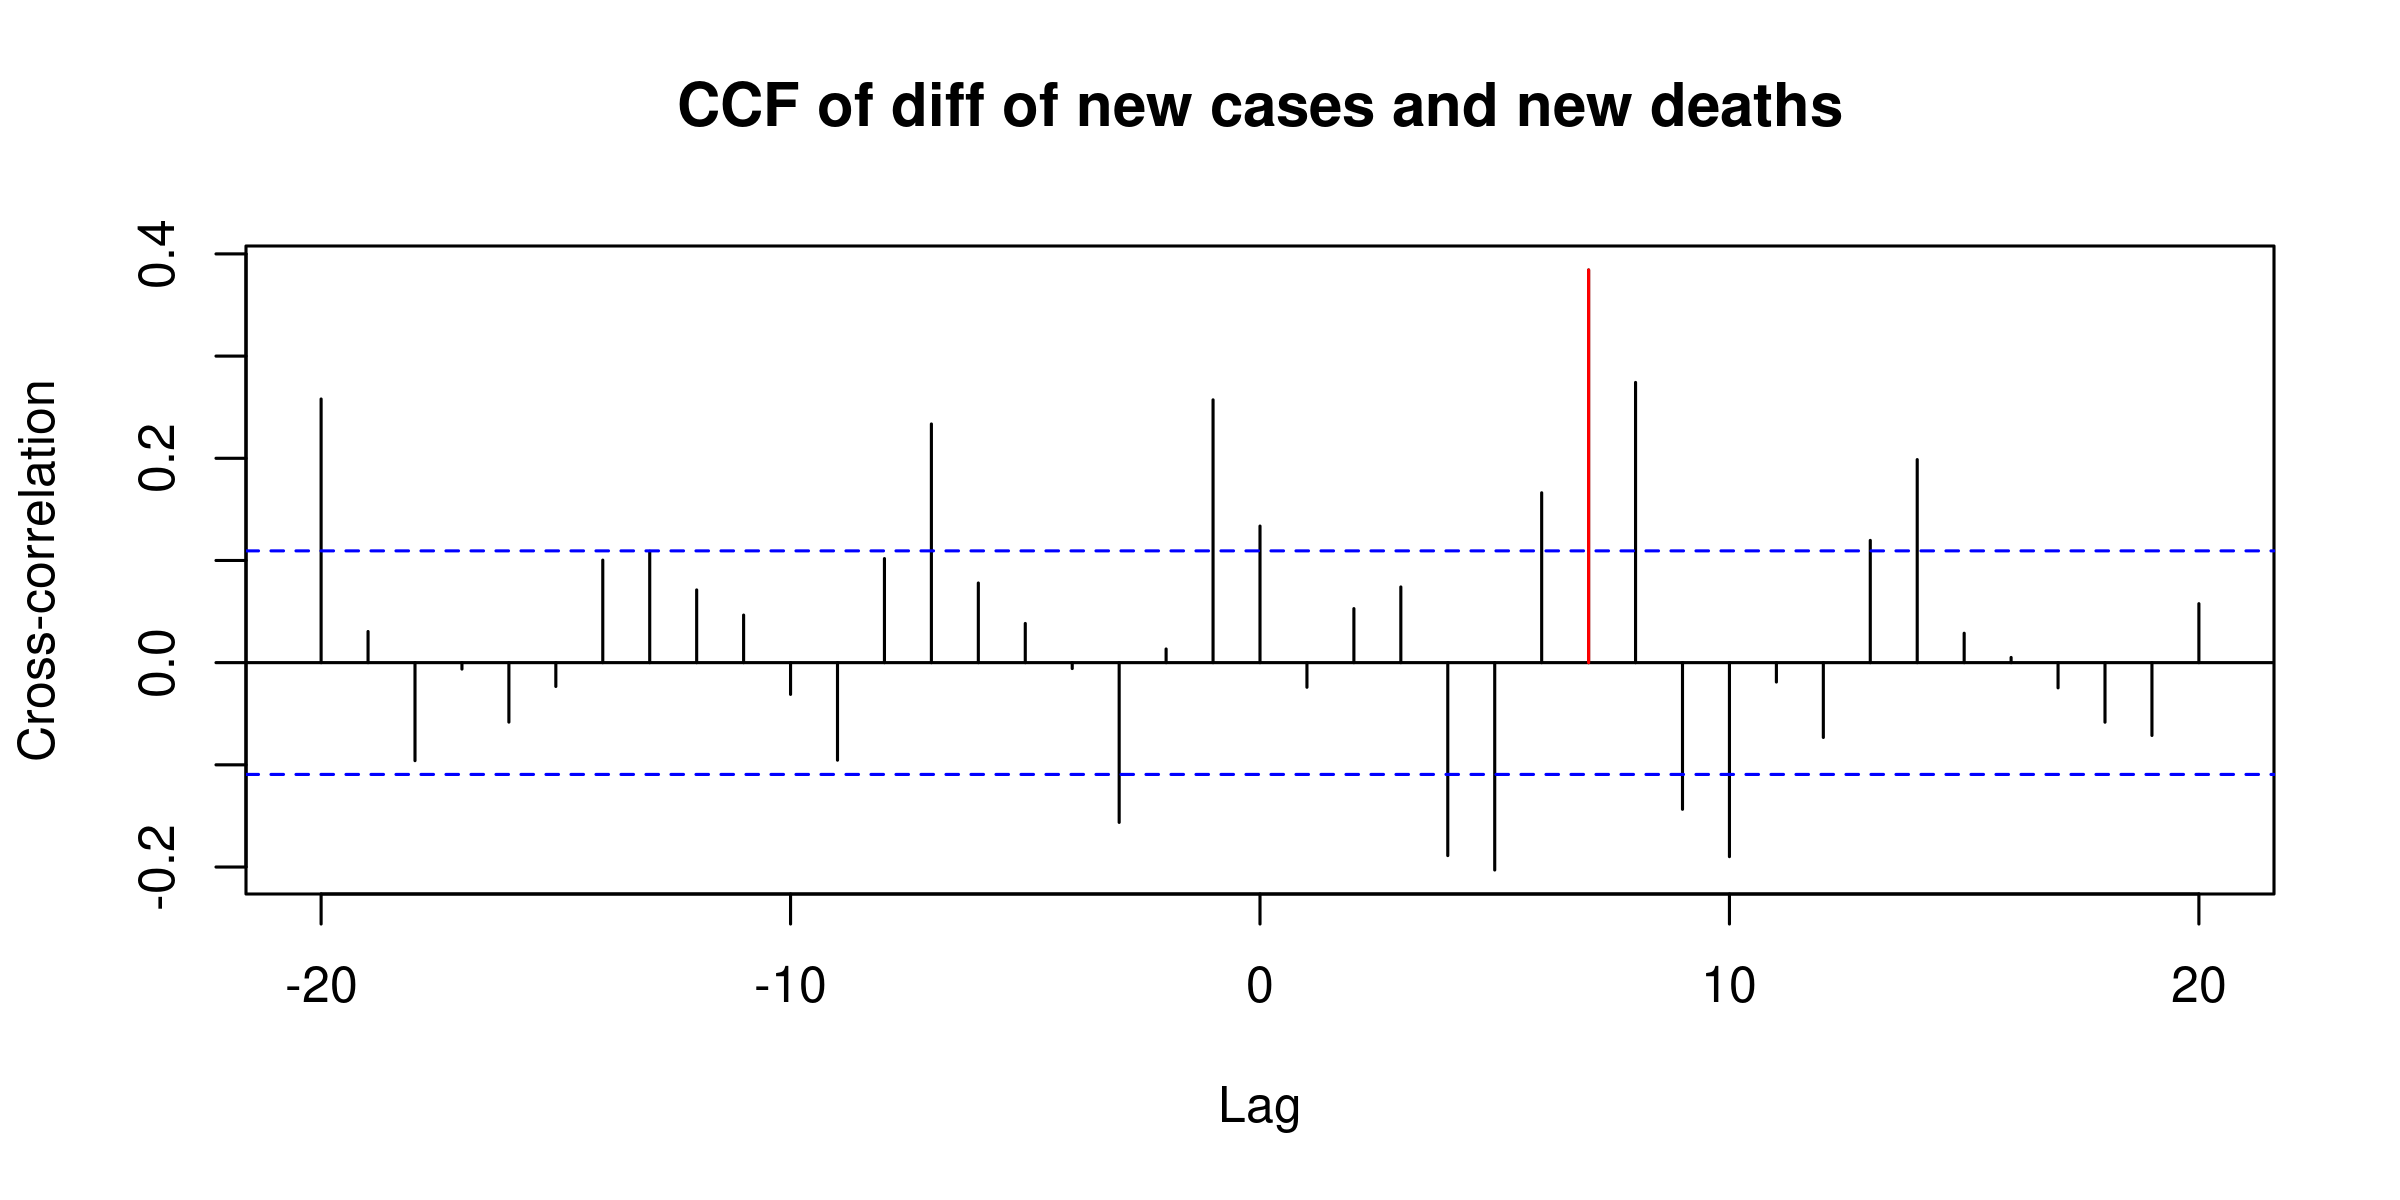 CCF of diff of new cases and new deaths
Cross-correlation
0.4
0.2
0.0
-0.2
-20 -10 0 10 20
Lag